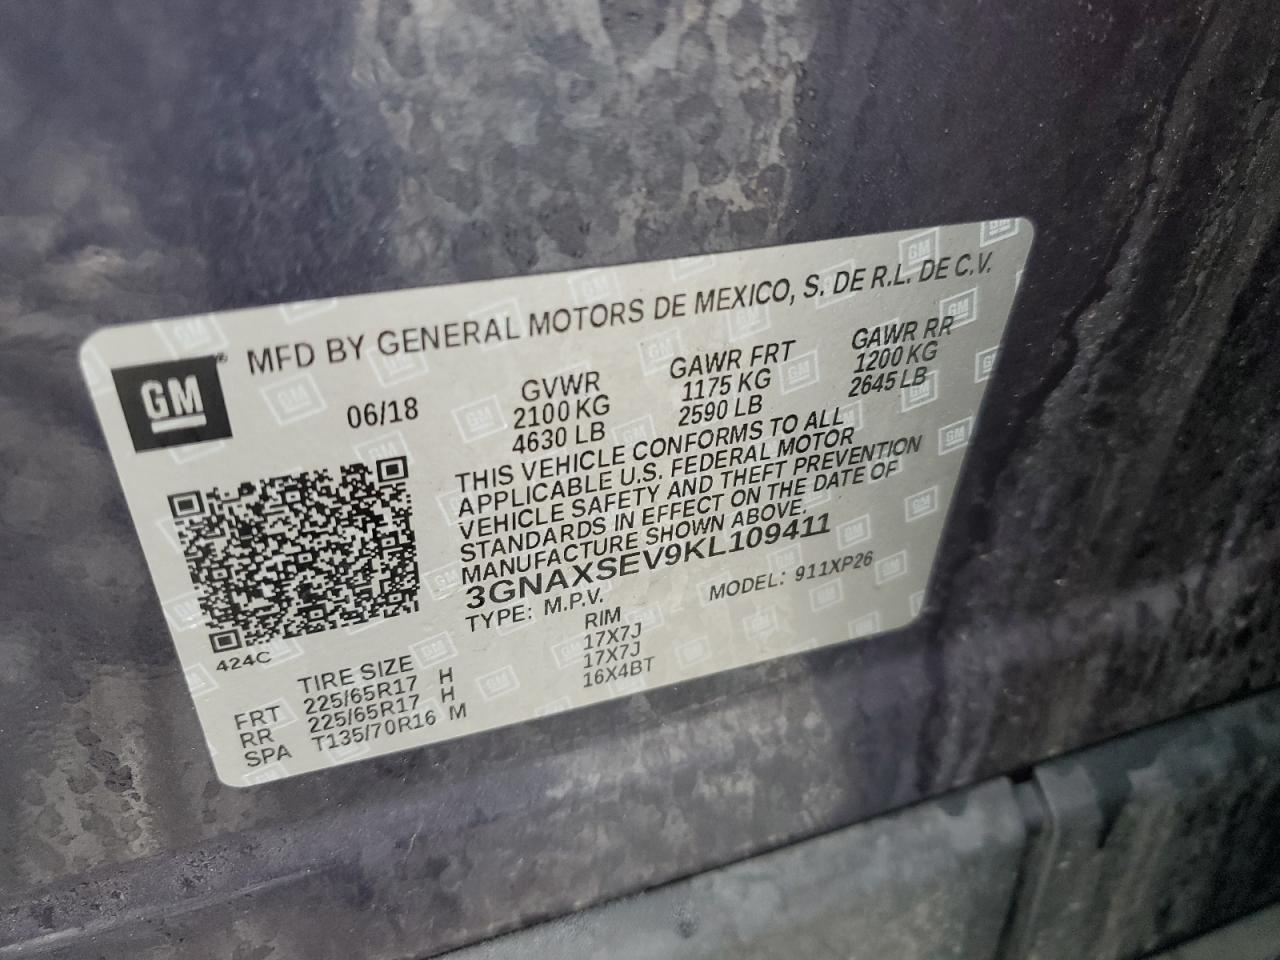 MFD BY GENERAL MOTORS DE MEXICO, S. DE R.L. DE C.V.
GM®
06/18
GVWR
2100 KG
4630 LB
GAWR FRT
1175 KG
2590 LB
GAWR RR
1200 KG
2645 LB
THIS VEHICLE CONFORMS TO ALL
APPLICABLE U.S. FEDERAL MOTOR
VEHICLE SAFETY AND THEFT PREVENTION
STANDARDS IN EFFECT ON THE DATE OF
MANUFACTURE SHOWN ABOVE.
3GNAXSEV9KL109411
TYPE: M.P.V.
MODEL: 911XP26
424C
TIRE SIZE
RIM
FRT 225/65R17 H 17X7J
RR 225/65R17 H 17X7J
SPA T135/70R16 M 16X4BT